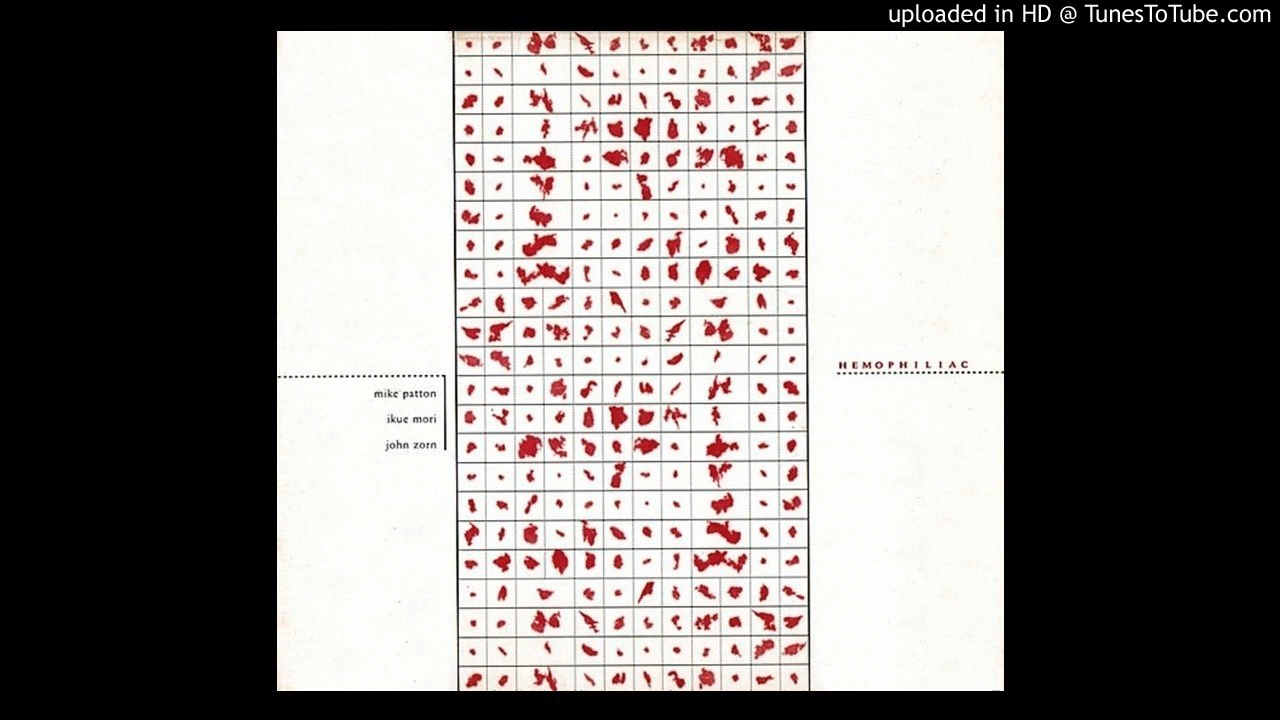 uploaded in HD @ TunesToTube.com
HEMOPHILIAC
mike patton
ikue mori
john zorn